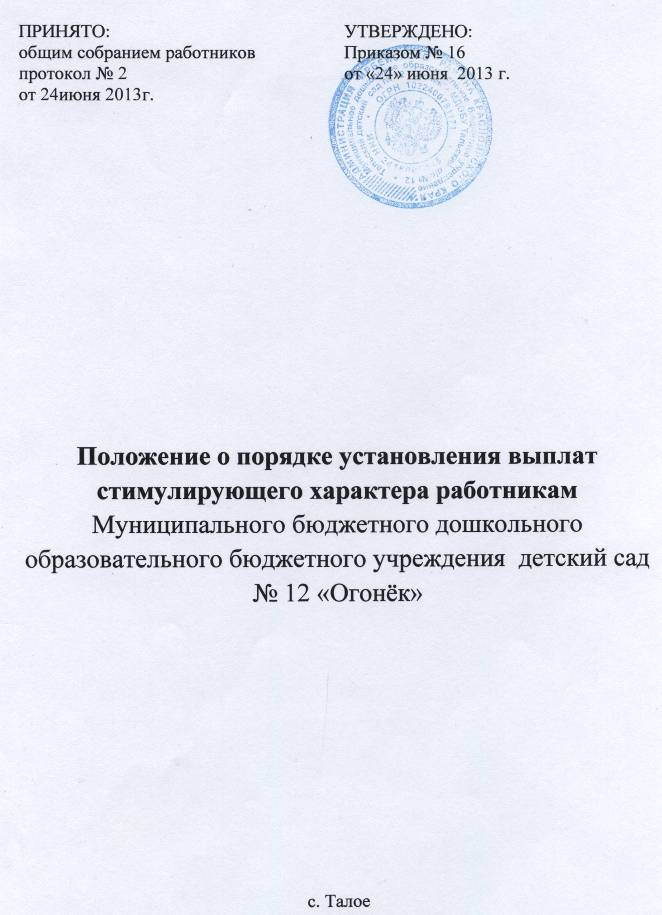 ПРИНЯТО:
общим собранием работников
протокол № 2
от 24июня 2013г.
УТВЕРЖДЕНО:
Приказом № 16
от «24» июня 2013 г.
Положение о порядке установления выплат
стимулирующего характера работникам
Муниципального бюджетного дошкольного
образовательного бюджетного учреждения детский сад
№ 12 «Огонёк»
с. Талое